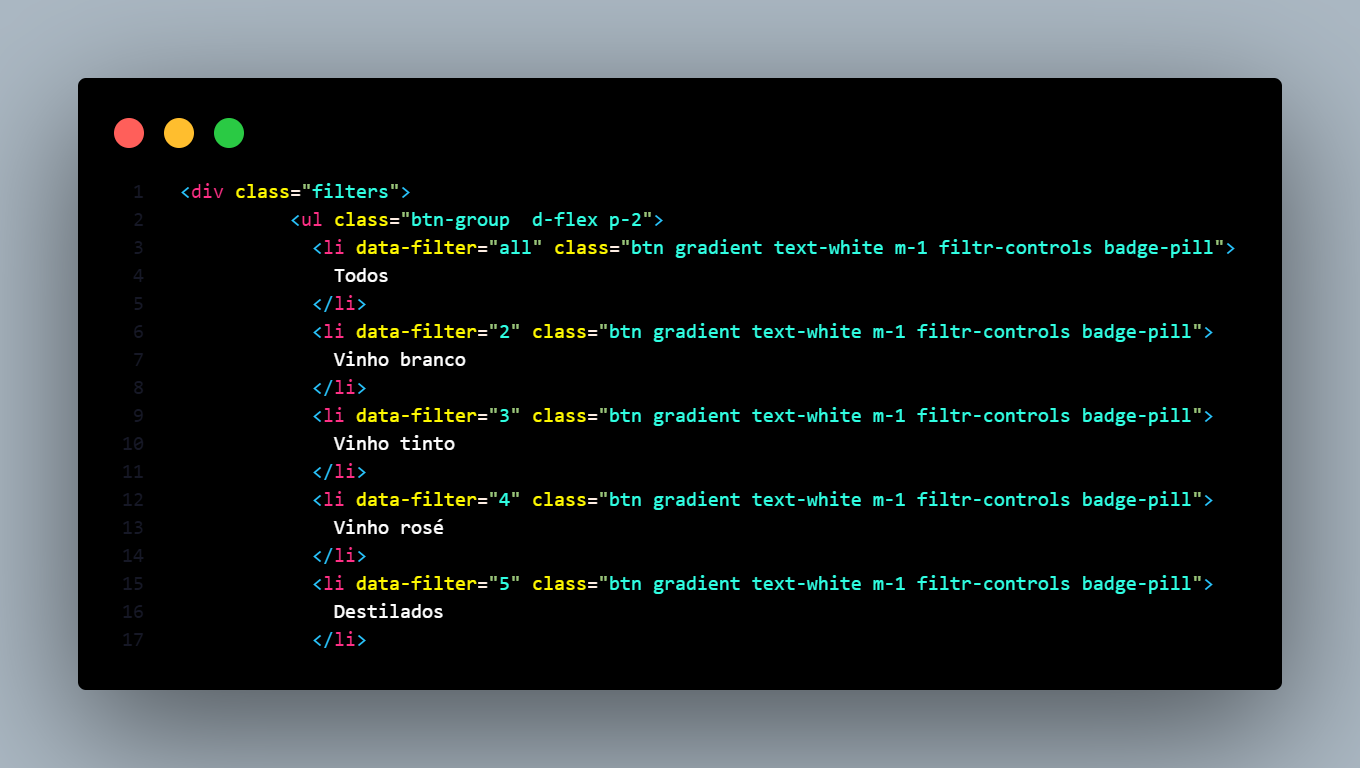 1 <div class="filters">
2 <ul class="btn-group  d-flex p-2">
3 <li data-filter="all" class="btn gradient text-white m-1 filtr-controls badge-pill">
4 Todos
5 </li>
6 <li data-filter="2" class="btn gradient text-white m-1 filtr-controls badge-pill">
7 Vinho branco
8 </li>
9 <li data-filter="3" class="btn gradient text-white m-1 filtr-controls badge-pill">
10 Vinho tinto
11 </li>
12 <li data-filter="4" class="btn gradient text-white m-1 filtr-controls badge-pill">
13 Vinho rosé
14 </li>
15 <li data-filter="5" class="btn gradient text-white m-1 filtr-controls badge-pill">
16 Destilados
17 </li>